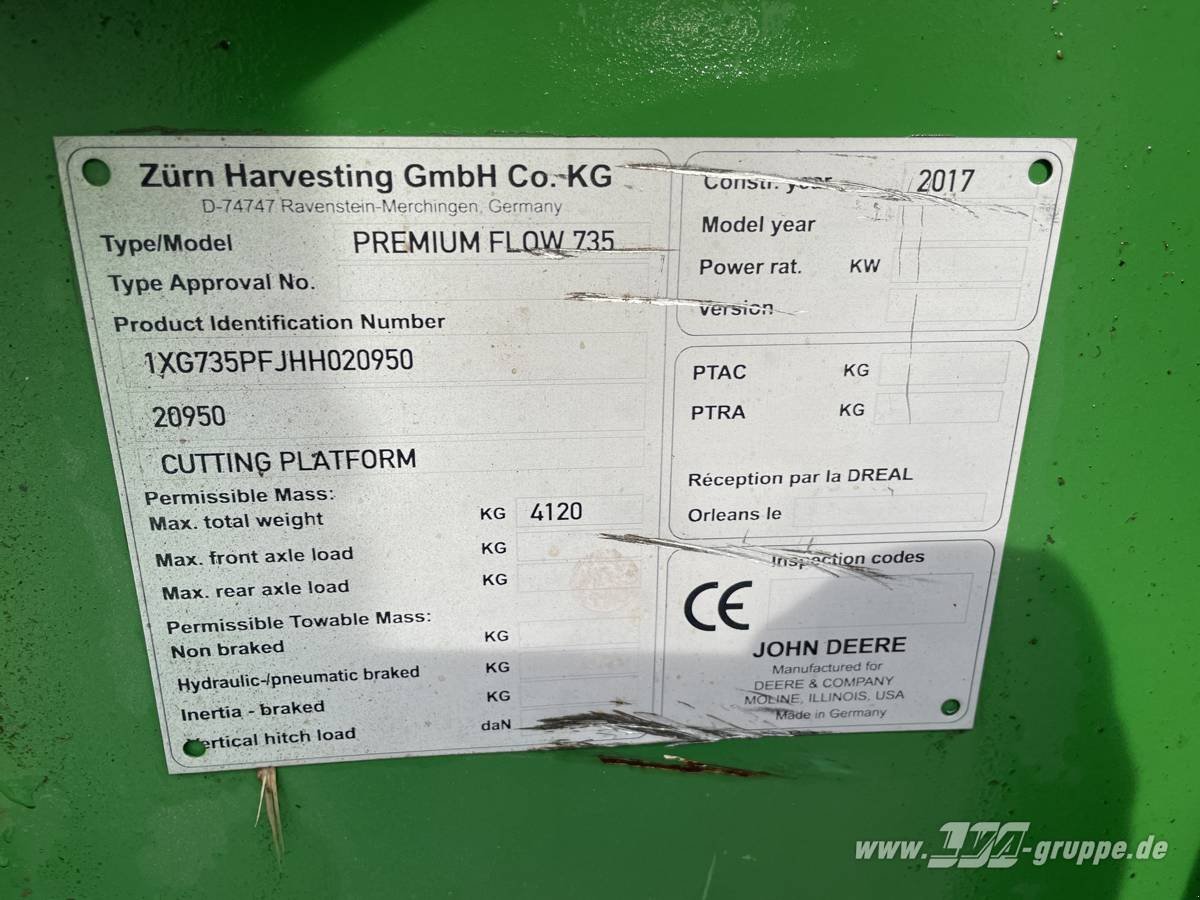 Zürn Harvesting GmbH Co. KG
D-74747 Ravenstein-Merchingen, Germany
Type/Model PREMIUM FLOW 735
Type Approval No.
Product Identification Number
1XG735PFJHH020950
20950
CUTTING PLATFORM
Permissible Mass:
Max. total weight KG 4120
Max. front axle load KG
Max. rear axle load KG
Permissible Towable Mass:
Non braked KG
Hydraulic-/pneumatic braked KG
Inertia - braked KG
Vertical hitch load daN
Constr. year 2017
Model year
Power rat. KW
Version
PTAC KG
PTRA KG
Réception par la DREAL
Orleans le
Inspection codes
CE
JOHN DEERE
Manufactured for
DEERE & COMPANY
MOLINE, ILLINOIS, USA
Made in Germany
www.LVA-gruppe.de